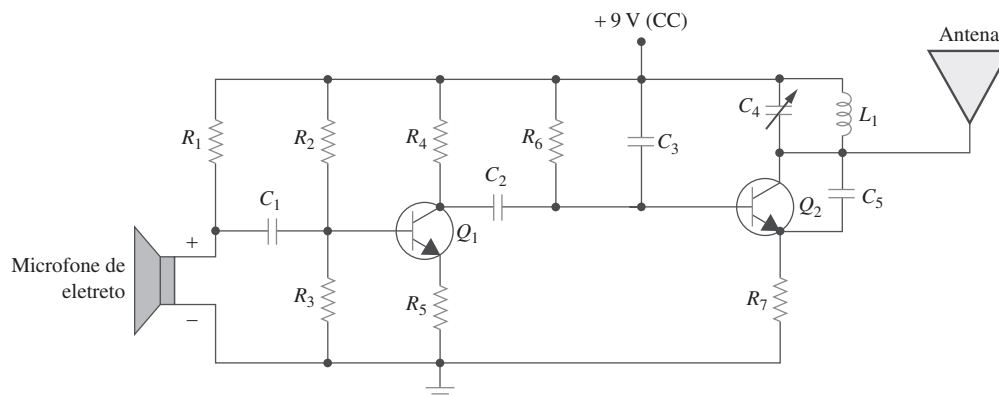 + 9 V (CC)
Antena
C4
L1
R1
R2
R4
R6
C3
C2
C1
Q1
Q2
C5
+
Microfone de
eletreto
R3
R5
R7
−